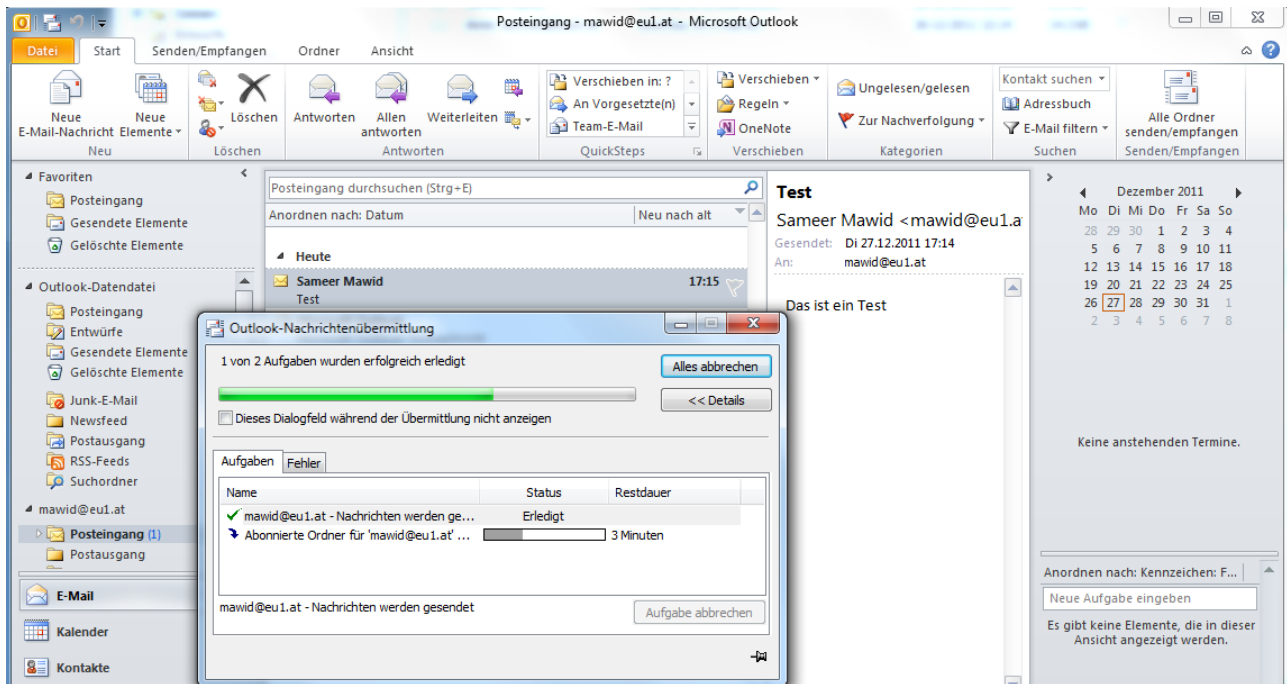 Posteingang - mawid@eu1.at - Microsoft Outlook
Datei Start Senden/Empfangen Ordner Ansicht
Neue E-Mail-Nachricht
Neue Elemente
Neu
Löschen
Löschen
Antworten
Allen antworten
Weiterleiten
Antworten
Verschieben in: ?
An Vorgesetzte(n)
Team-E-Mail
QuickSteps
Verschieben
Regeln
OneNote
Verschieben
Ungelesen/gelesen
Zur Nachverfolgung
Kategorien
Kontakt suchen
Adressbuch
E-Mail filtern
Suchen
Alle Ordner senden/empfangen
Senden/Empfangen
Favoriten
Posteingang
Gesendete Elemente
Gelöschte Elemente
Outlook-Datendatei
Posteingang
Entwürfe
Gesendete Elemente
Gelöschte Elemente
Junk-E-Mail
Newsfeed
Postausgang
RSS-Feeds
Suchordner
mawid@eu1.at
Posteingang (1)
Postausgang
E-Mail
Kalender
Kontakte
Posteingang durchsuchen (Strg+E)
Anordnen nach: Datum Neu nach alt
Heute
Sameer Mawid 17:15
Test
Outlook-Nachrichtenübermittlung
1 von 2 Aufgaben wurden erfolgreich erledigt
Alles abbrechen
<< Details
Dieses Dialogfeld während der Übermittlung nicht anzeigen
Aufgaben Fehler
Name Status Restdauer
mawid@eu1.at - Nachrichten werden ge... Erledigt
Abonnierte Ordner für 'mawid@eu1.at' ... 3 Minuten
mawid@eu1.at - Nachrichten werden gesendet
Aufgabe abbrechen
Test
Sameer Mawid <mawid@eu1.a
Gesendet: Di 27.12.2011 17:14
An: mawid@eu1.at
Das ist ein Test
Dezember 2011
Mo Di Mi Do Fr Sa So
28 29 30 1 2 3 4
5 6 7 8 9 10 11
12 13 14 15 16 17 18
19 20 21 22 23 24 25
26 27 28 29 30 31 1
2 3 4 5 6 7 8
Keine anstehenden Termine.
Anordnen nach: Kennzeichen: F...
Neue Aufgabe eingeben
Es gibt keine Elemente, die in dieser
Ansicht angezeigt werden.